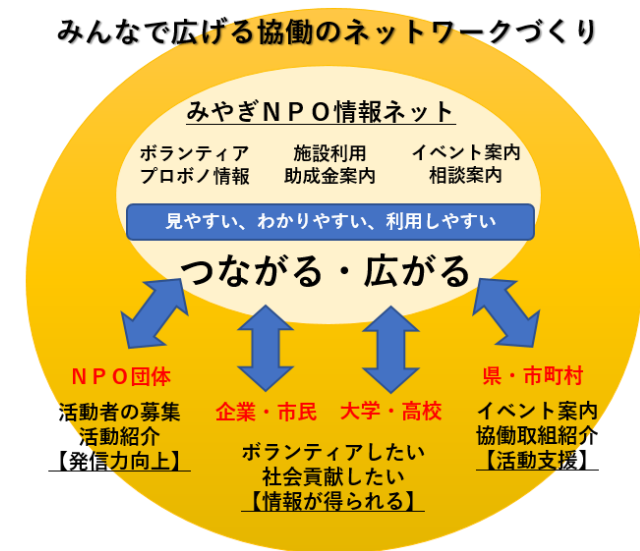 みんなで広げる協働のネットワークづくり
みやぎＮＰＯ情報ネット
ボランティア
プロボノ情報
施設利用
助成金案内
イベント案内
相談案内
見やすい、わかりやすい、利用しやすい
つながる・広がる
ＮＰＯ団体
活動者の募集
活動紹介
【発信力向上】
企業・市民
大学・高校
ボランティアしたい
社会貢献したい
【情報が得られる】
県・市町村
イベント案内
協働取組紹介
【活動支援】